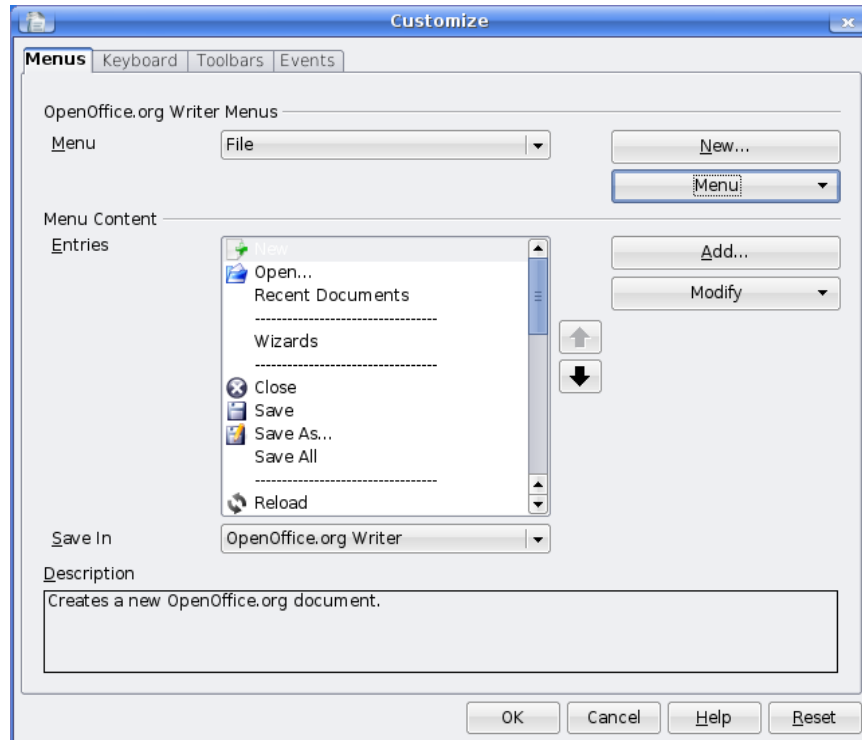 Customize
Menus Keyboard Toolbars Events
OpenOffice.org Writer Menus
Menu File New...
Menu
Menu Content
Entries New Add...
Open... Modify
Recent Documents
----------------------------------
Wizards
----------------------------------
Close
Save
Save As...
Save All
----------------------------------
Reload
Save In OpenOffice.org Writer
Description
Creates a new OpenOffice.org document.
OK Cancel Help Reset